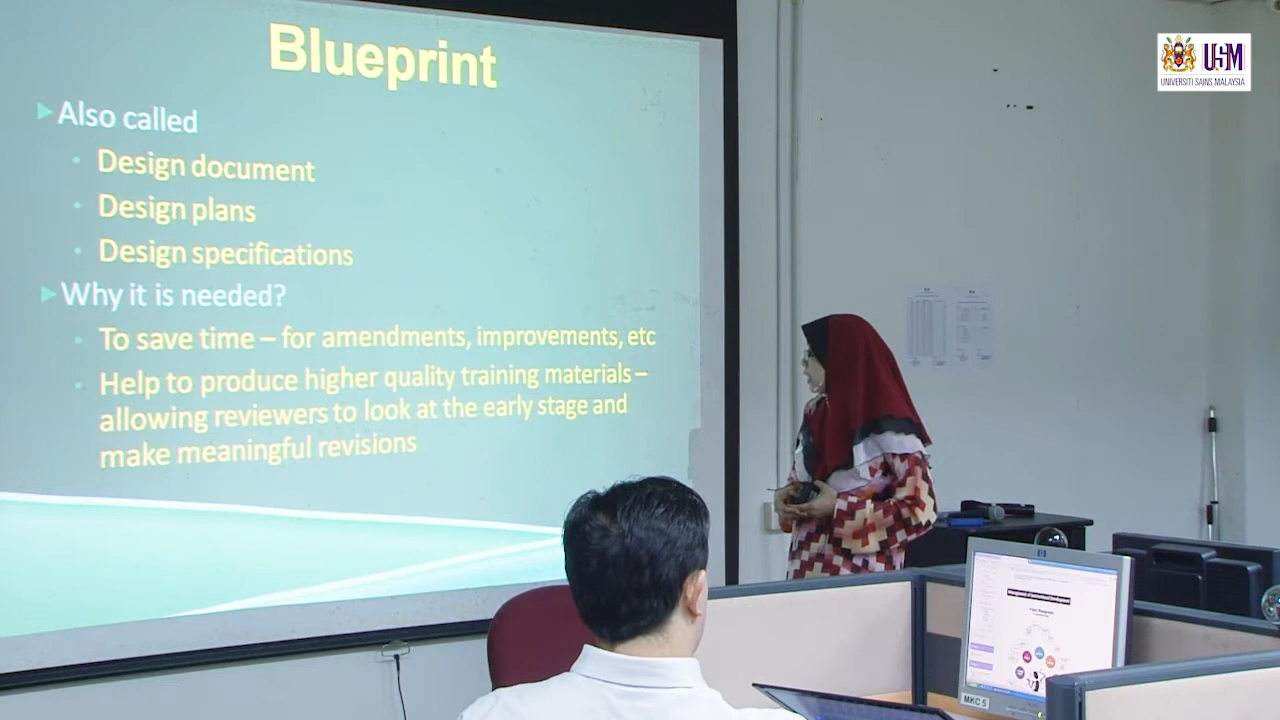 Blueprint
Also called
Design document
Design plans
Design specifications
Why it is needed?
To save time – for amendments, improvements, etc
Help to produce higher quality training materials –
allowing reviewers to look at the early stage and
make meaningful revisions
USM
UNIVERSITI SAINS MALAYSIA
hp
MKC 5